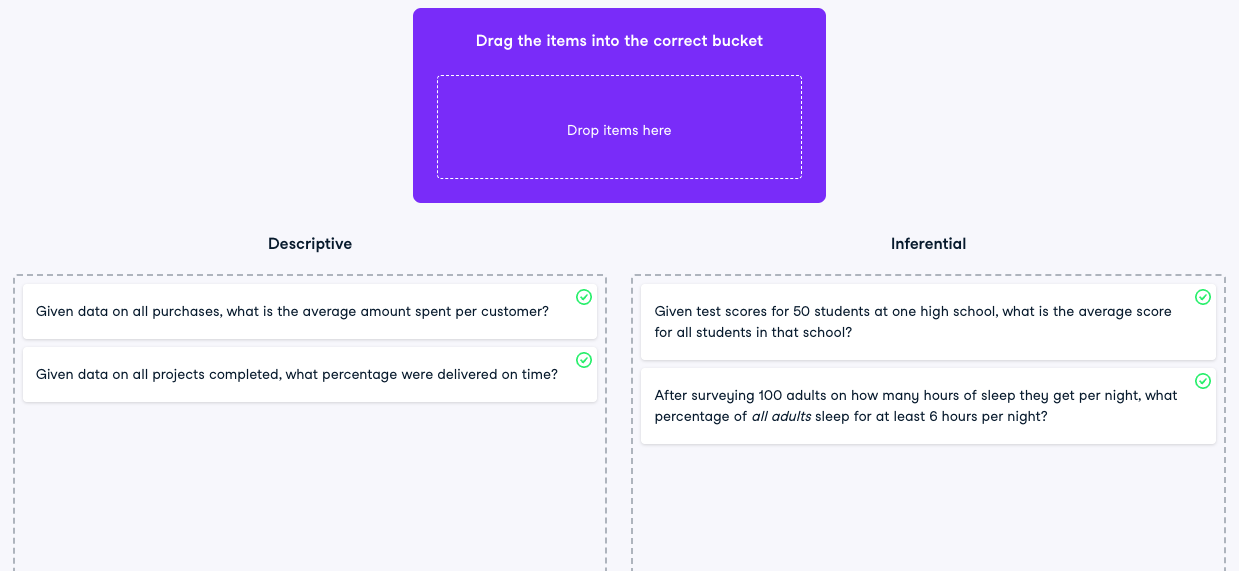 Drag the items into the correct bucket
Drop items here
Descriptive
Given data on all purchases, what is the average amount spent per customer?
Given data on all projects completed, what percentage were delivered on time?
Inferential
Given test scores for 50 students at one high school, what is the average score
for all students in that school?
After surveying 100 adults on how many hours of sleep they get per night, what
percentage of all adults sleep for at least 6 hours per night?